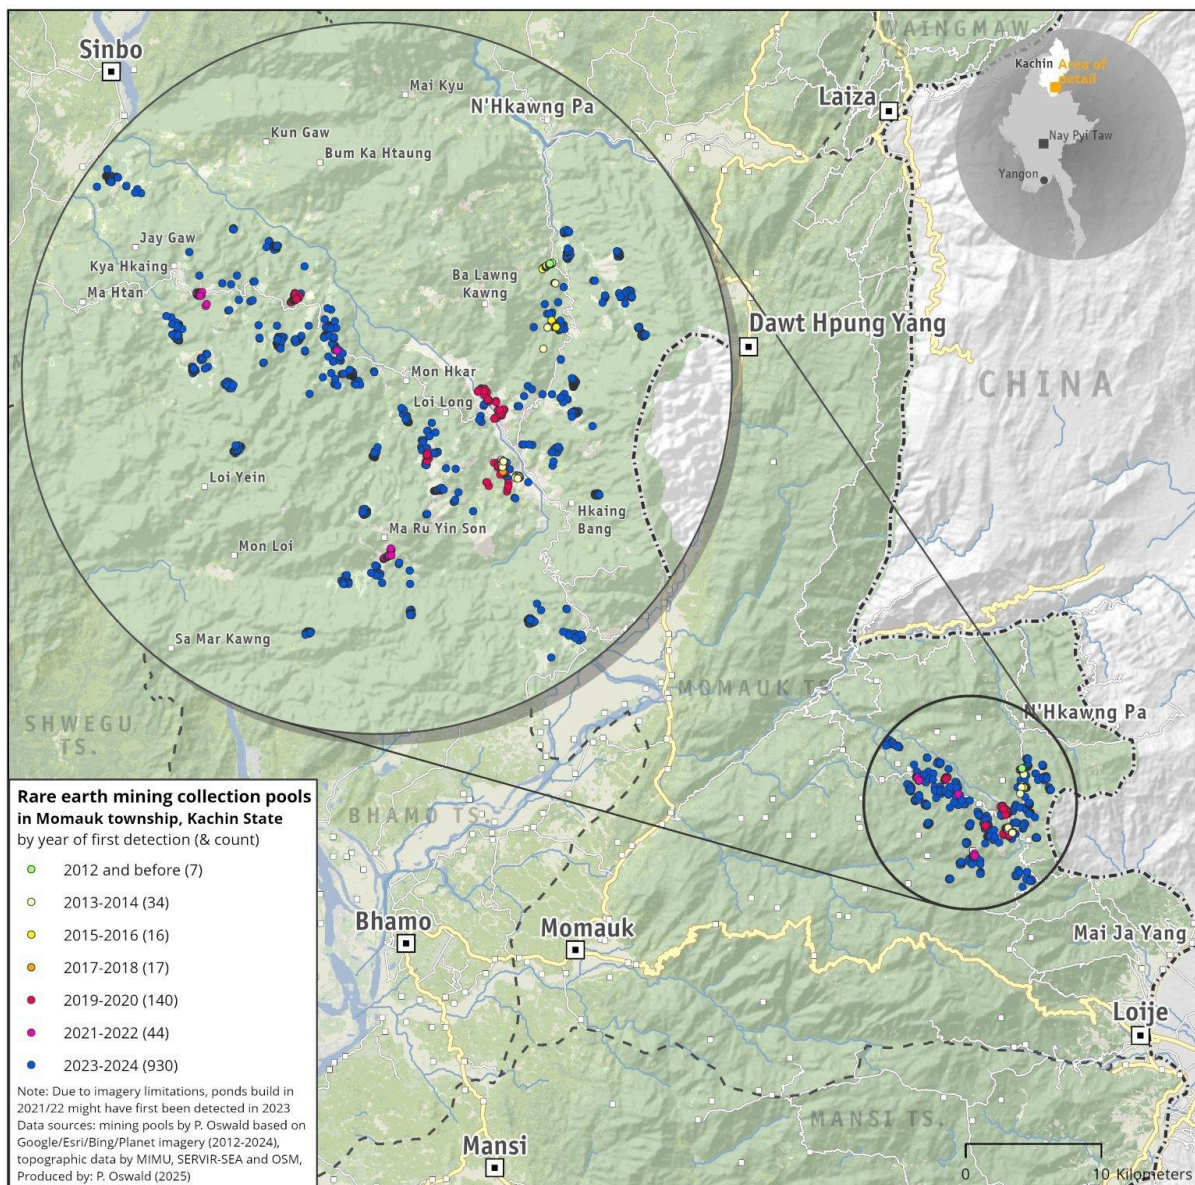 WAINGMAW
Sinbo
Kachin
Area of
detail
Mai Kyu
N'Hkawng Pa
Laiza
Kun Gaw
Nay Pyi Taw
Bum Ka Htaung
Yangon
Jay Gaw
Kya Hkaing
Ba Lawng
Kawng
Ma Htan
Dawt Hpung Yang
Mon Hkar
CHINA
Loi Long
Loi Yein
Hkaing
Bang
Ma Ru Yin Son
Mon Loi
Sa Mar Kawng
MOMAUK TS.
N'Hkawng Pa
SHWEGU
TS.
BHAMO TS.
Bhamo
Momauk
Mai Ja Yang
Loije
MANSI TS.
Mansi
0 10 Kilometers
Rare earth mining collection pools
in Momauk township, Kachin State
by year of first detection (& count)
2012 and before (7)
2013-2014 (34)
2015-2016 (16)
2017-2018 (17)
2019-2020 (140)
2021-2022 (44)
2023-2024 (930)
Note: Due to imagery limitations, ponds build in
2021/22 might have first been detected in 2023
Data sources: mining pools by P. Oswald based on
Google/Esri/Bing/Planet imagery (2012-2024),
topographic data by MIMU, SERVIR-SEA and OSM,
Produced by: P. Oswald (2025)